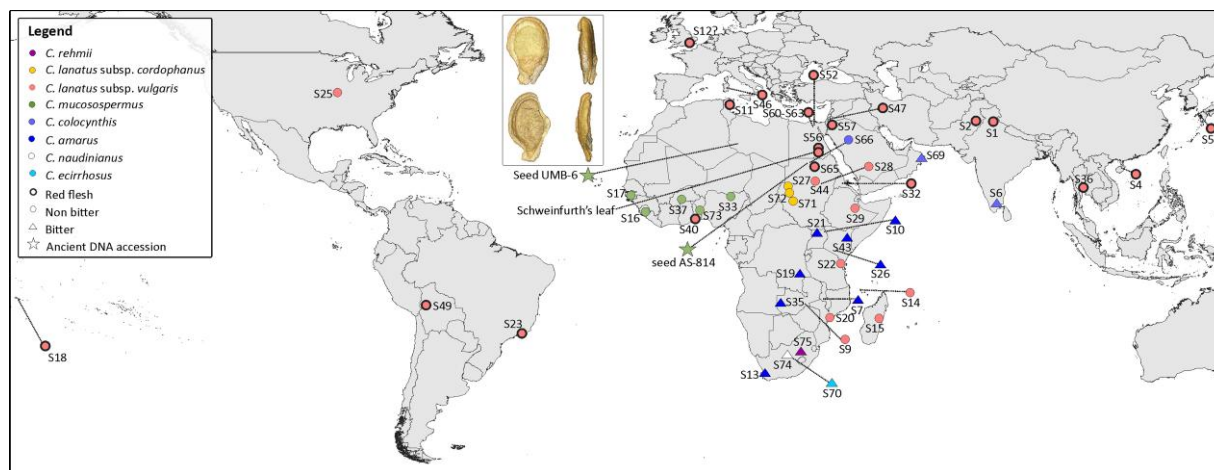 Legend
C. rehmii
C. lanatus subsp. cordophanus
C. lanatus subsp. vulgaris
C. mucosospermus
C. colocynthis
C. amarus
C. naudinianus
C. ecirrhosus
Red flesh
Non bitter
Bitter
Ancient DNA accession
S12?
S52
S25
S46
S11
S60-S63
S47
S57
S2
S1
S5
S56
S66
S69
Seed UMB-6
S65
S28
S27
S44
S32
S36
S4
S17
S6
Schweinfurth's leaf
S37
S33
S72
S71
S16
S73
S29
S40
S21
S10
S43
seed AS-814
S22
S26
S19
S35
S14
S49
S7
S20
S15
S23
S9
S18
S75
S74
S13
S70